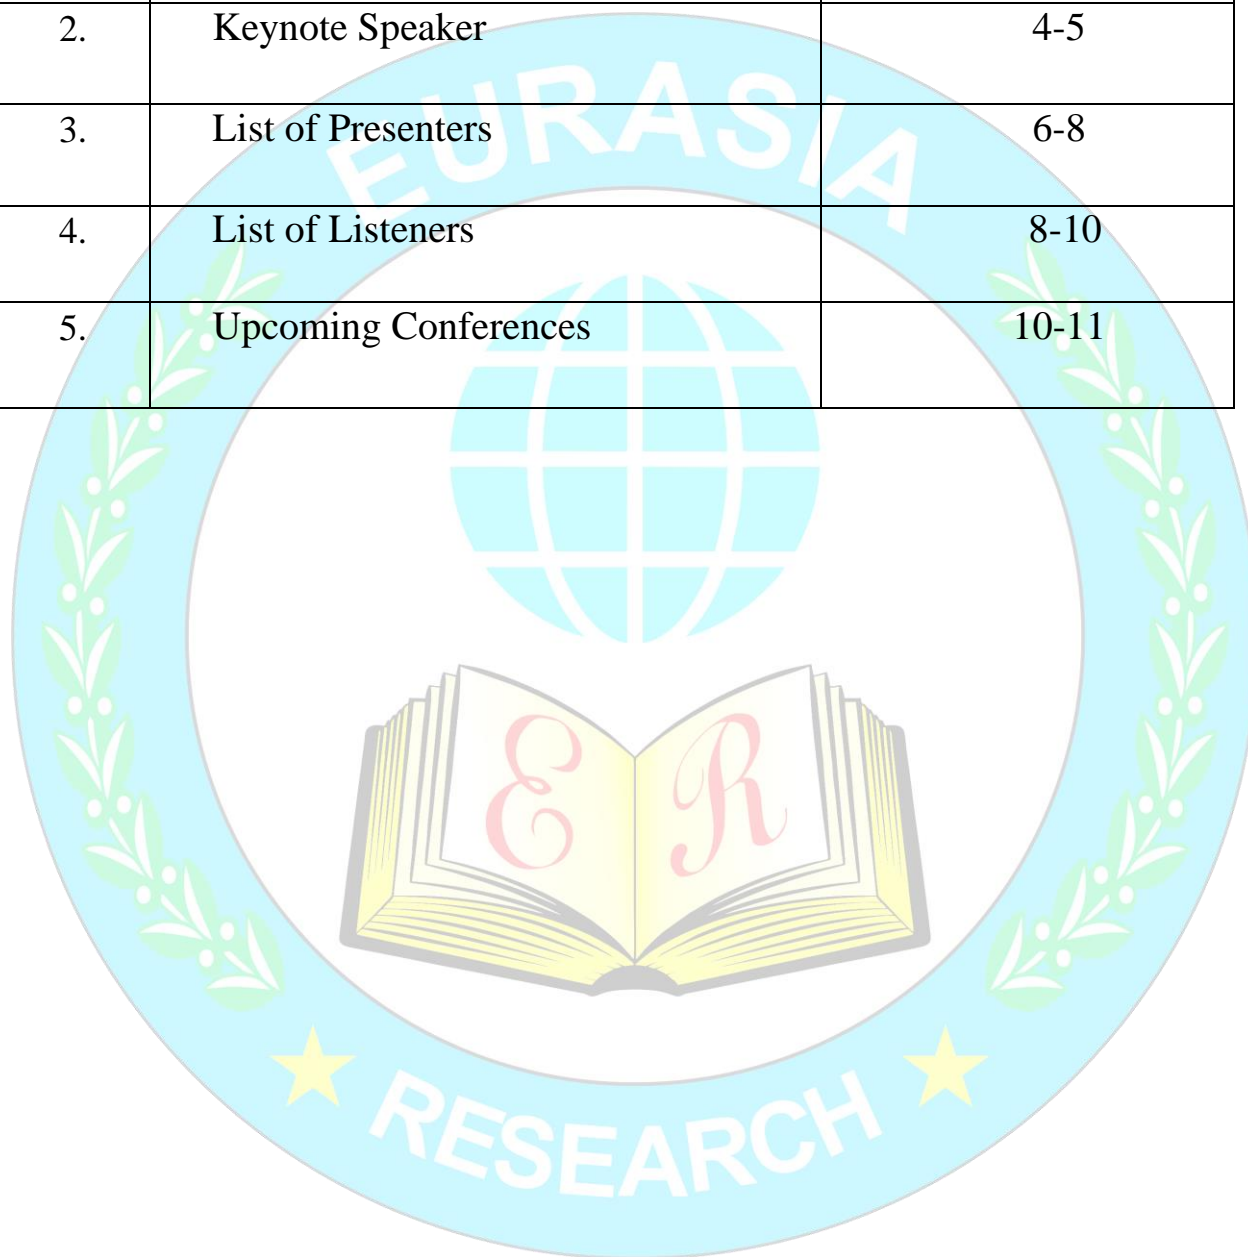 2. Keynote Speaker 4-5
3. List of Presenters 6-8
4. List of Listeners 8-10
5. Upcoming Conferences 10-11
EURASIA
E R
RESEARCH